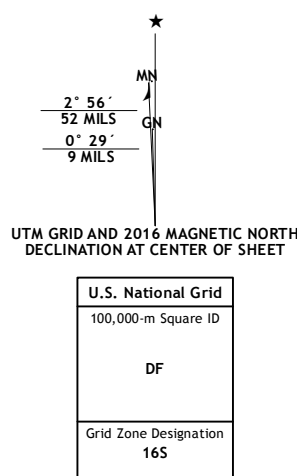 MN
2° 56´
52 MILS
GN
0° 29´
9 MILS
UTM GRID AND 2016 MAGNETIC NORTH
DECLINATION AT CENTER OF SHEET
U.S. National Grid
100,000-m Square ID
DF
Grid Zone Designation
16S